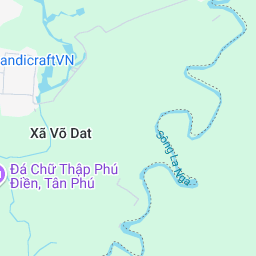 andicraftVN
Sông La Ngà
Xã Võ Dat
Đá Chữ Thập Phú
Điền, Tân Phú